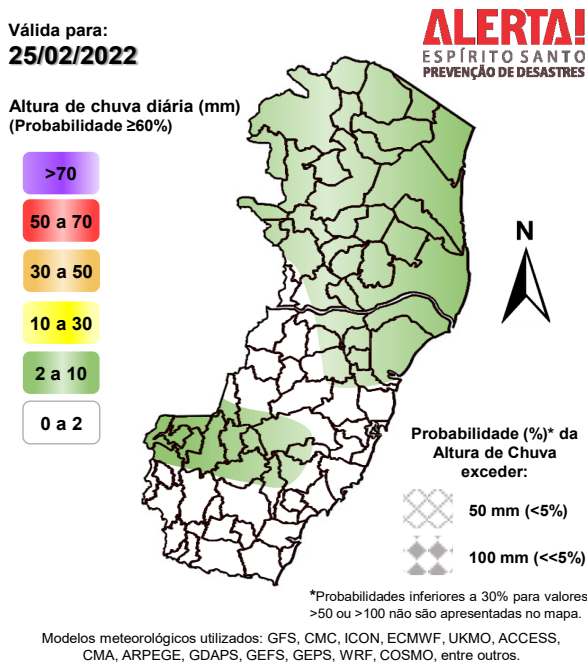 Válida para:
25/02/2022
ALERTA!
ESPÍRITO SANTO
PREVENÇÃO DE DESASTRES
Altura de chuva diária (mm)
(Probabilidade ≥60%)
>70
50 a 70
30 a 50
10 a 30
2 a 10
0 a 2
N
Probabilidade (%)* da
Altura de Chuva
exceder:
50 mm (<5%)
100 mm (<<5%)
*Probabilidades inferiores a 30% para valores
>50 ou >100 não são apresentadas no mapa.
Modelos meteorológicos utilizados: GFS, CMC, ICON, ECMWF, UKMO, ACCESS,
CMA, ARPEGE, GDAPS, GEFS, GEPS, WRF, COSMO, entre outros.